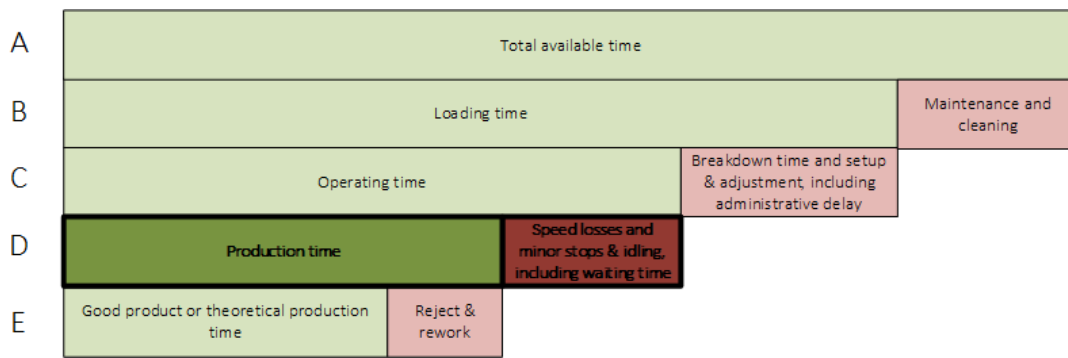 A
Total available time
B
Loading time
Maintenance and
cleaning
C
Operating time
Breakdown time and setup
& adjustment, including
administrative delay
D
Production time
Speed losses and
minor stops & idling,
including waiting time
E
Good product or theoretical production
time
Reject &
rework